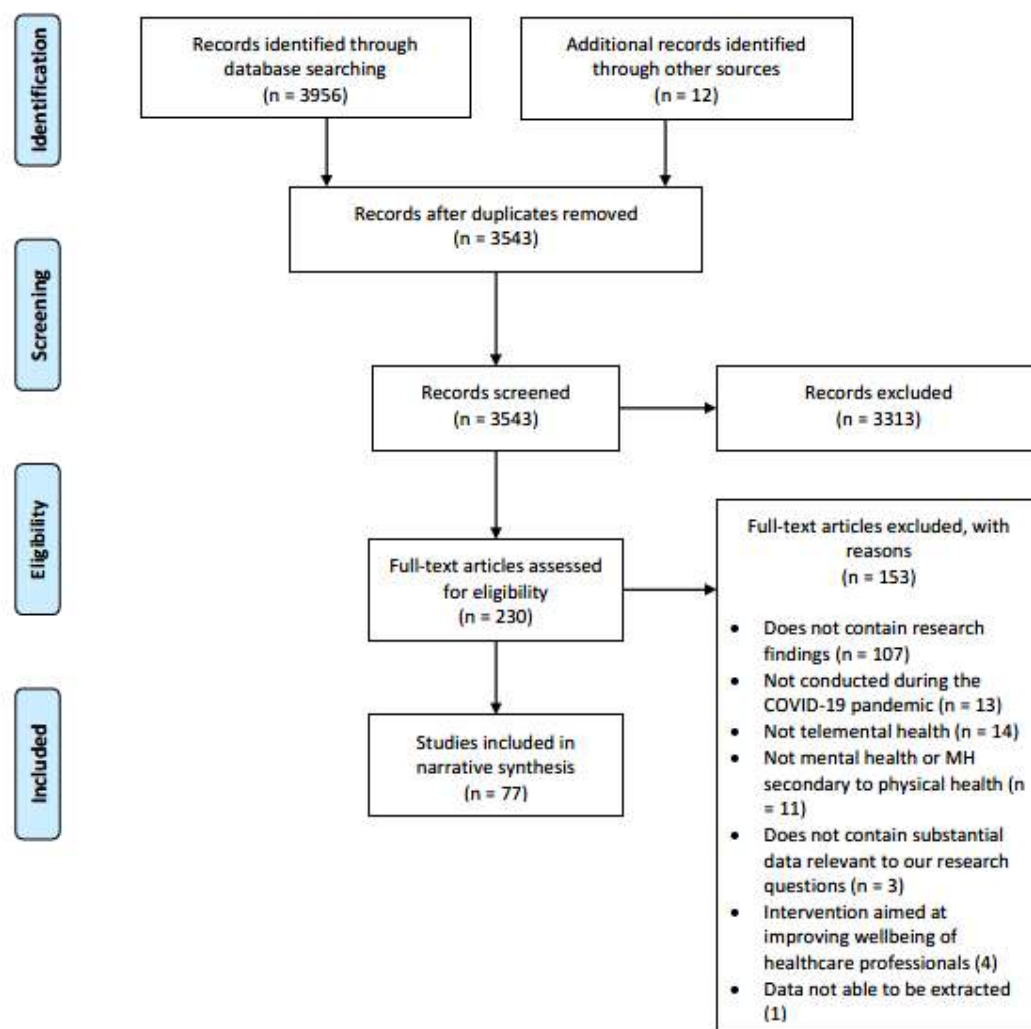 Identification
Records identified through
database searching
(n = 3956)
Additional records identified
through other sources
(n = 12)
Records after duplicates removed
(n = 3543)
Screening
Records screened
(n = 3543)
Records excluded
(n = 3313)
Eligibility
Full-text articles assessed
for eligibility
(n = 230)
Full-text articles excluded, with
reasons
(n = 153)
• Does not contain research
findings (n = 107)
• Not conducted during the
COVID-19 pandemic (n = 13)
• Not telemental health (n = 14)
• Not mental health or MH
secondary to physical health (n
= 11)
• Does not contain substantial
data relevant to our research
questions (n = 3)
• Intervention aimed at
improving wellbeing of
healthcare professionals (4)
• Data not able to be extracted
(1)
Included
Studies included in
narrative synthesis
(n = 77)